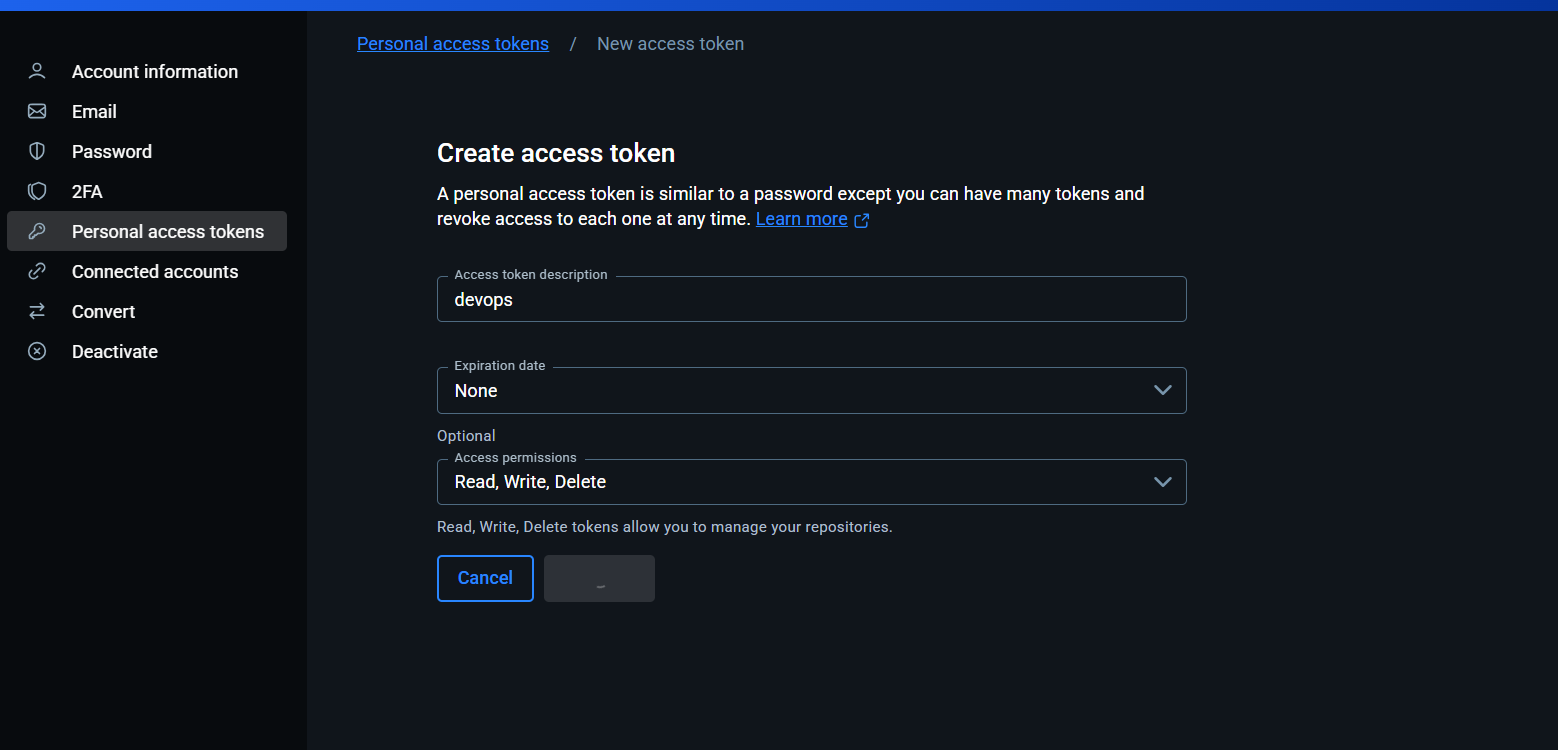 Personal access tokens / New access token
Account information
Email
Password
2FA
Personal access tokens
Connected accounts
Convert
Deactivate
Create access token
A personal access token is similar to a password except you can have many tokens and
revoke access to each one at any time. Learn more
Access token description
devops
Expiration date
None
Optional
Access permissions
Read, Write, Delete
Read, Write, Delete tokens allow you to manage your repositories.
Cancel